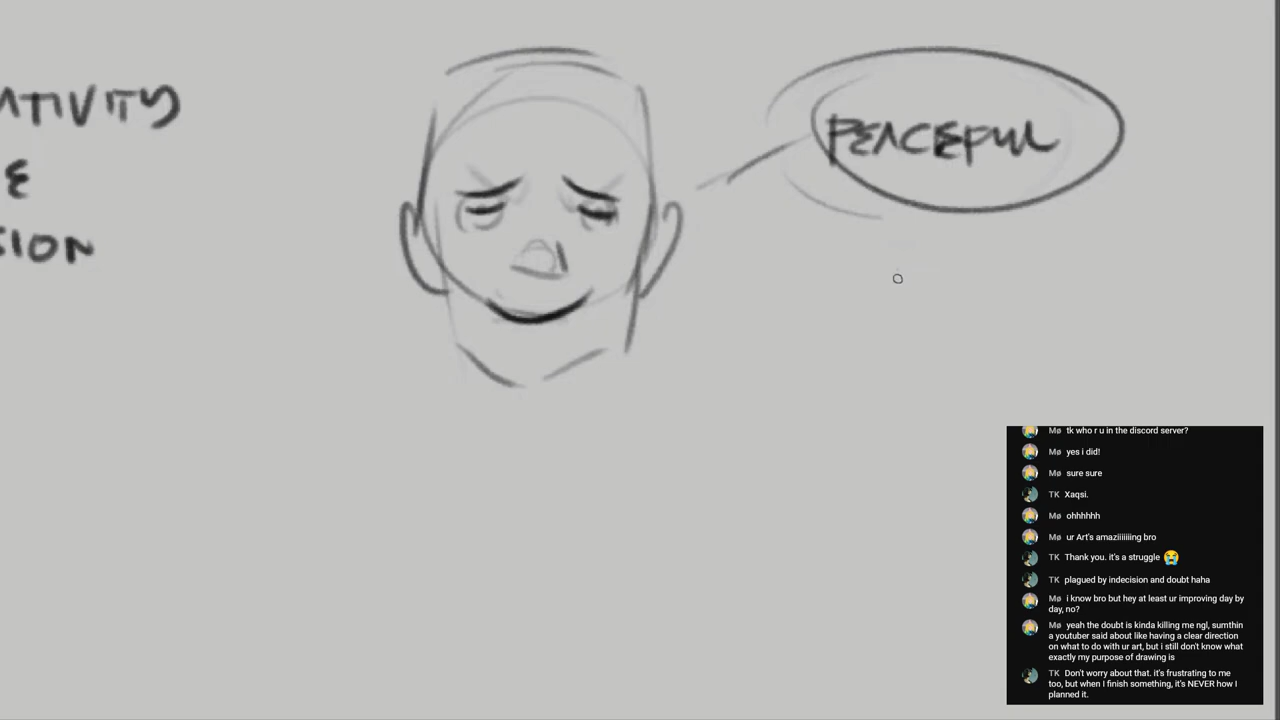 ATIVITY
&
SION
PEACEFUL
Mø tk who r u in the discord server?
Mø yes i did!
Mø sure sure
TK Xaqsi.
Mø ohhhhhh
Mø ur Art's amaziiiiiiing bro
TK Thank you. it's a struggle 😭
TK plagued by indecision and doubt haha
Mø i know bro but hey at least ur improving day by
day, no?
Mø yeah the doubt is kinda killing me ngl, sumthin
a youtuber said about like having a clear direction
on what to do with ur art, but i still don't know what
exactly my purpose of drawing is
TK Don't worry about that. it's frustrating to me
too, but when I finish something, it's NEVER how I
planned it.